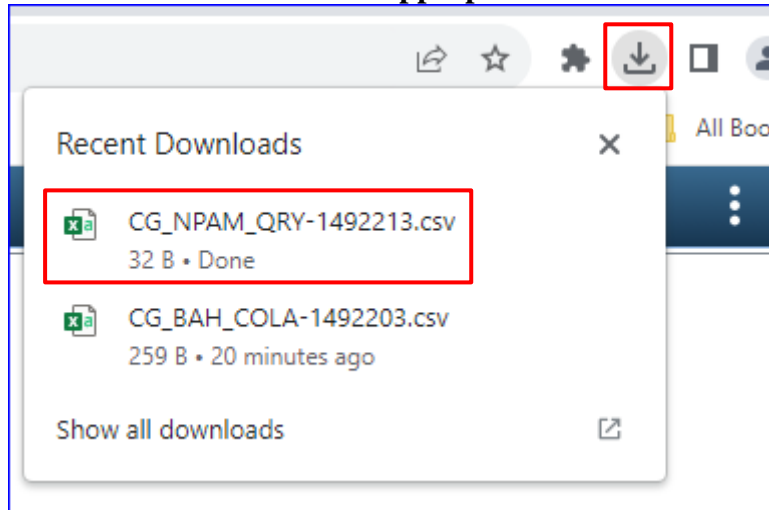 All Boo
Recent Downloads
CG_NPAM_QRY-1492213.csv
32 B • Done
CG_BAH_COLA-1492203.csv
259 B • 20 minutes ago
Show all downloads